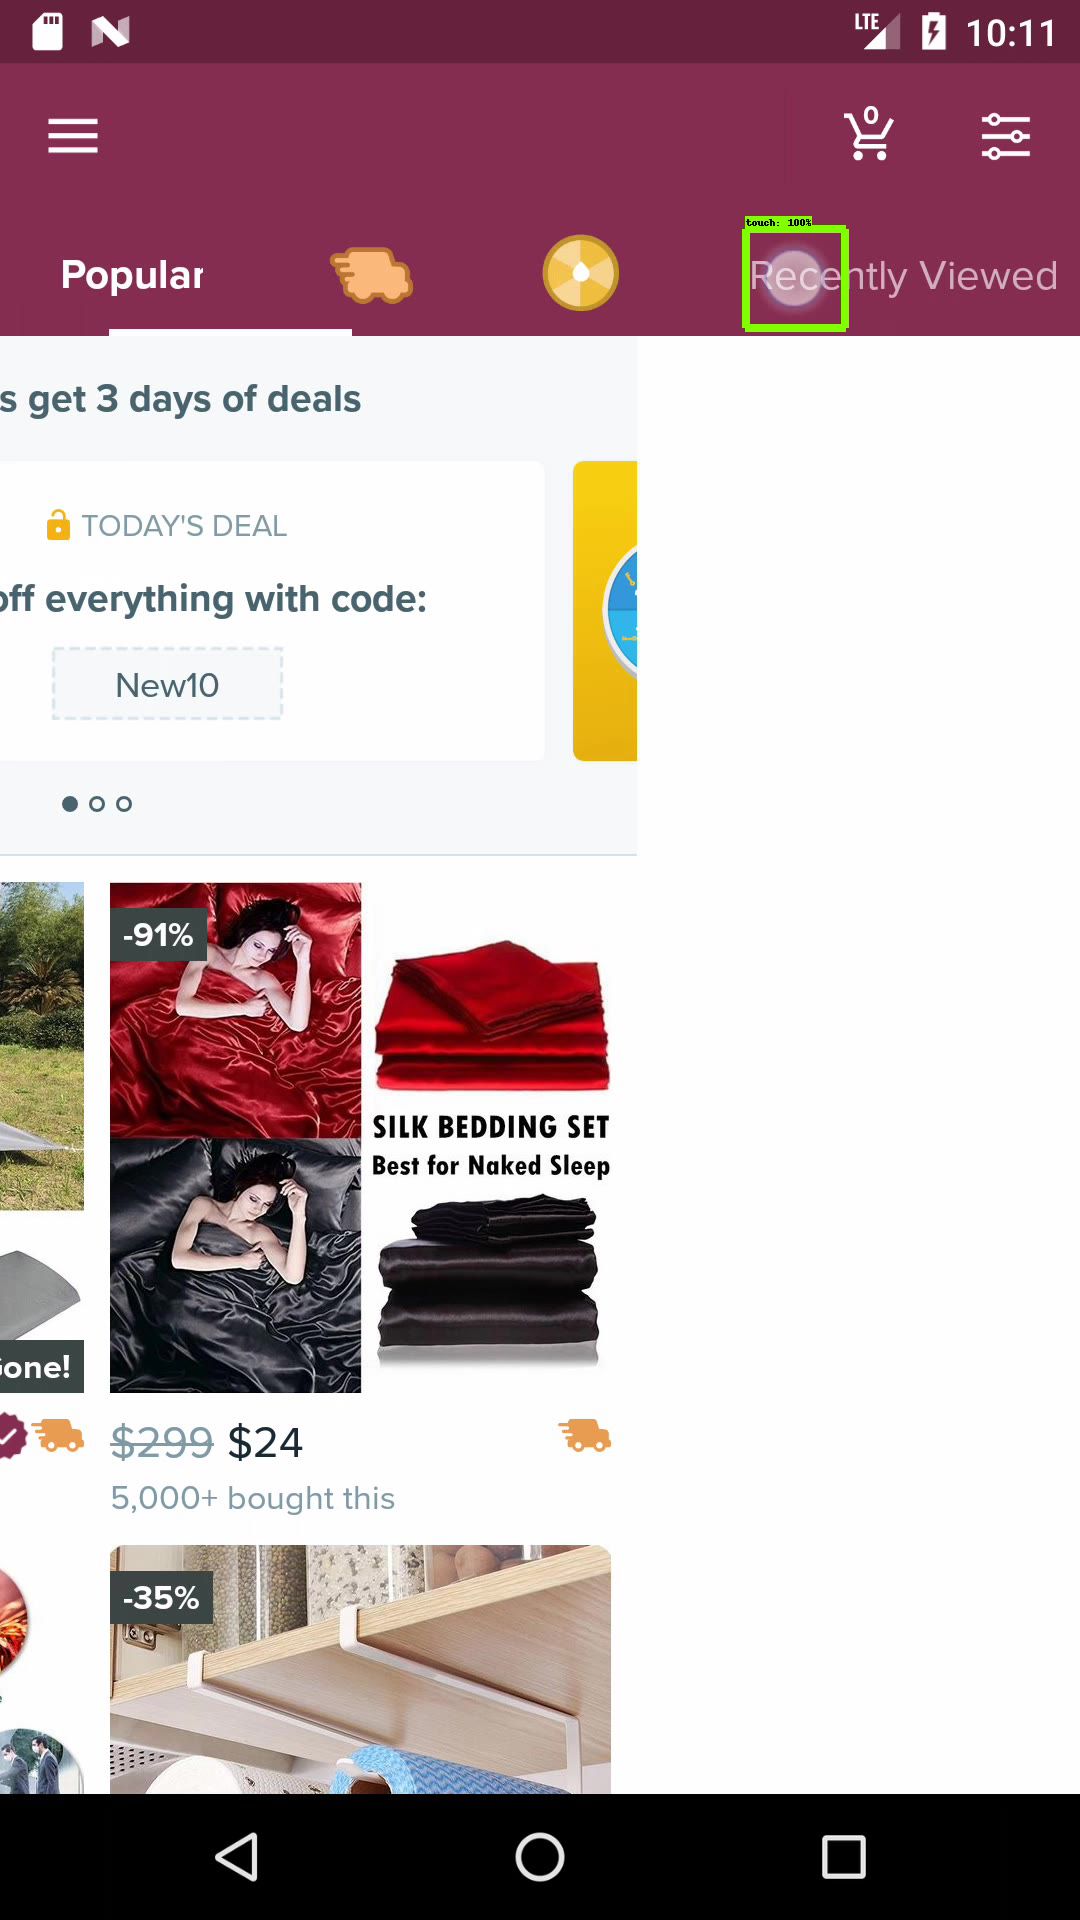 LTE
10:11
0
touch: 100%
Popular
Recently Viewed
s get 3 days of deals
TODAY'S DEAL
off everything with code:
New10
-91%
SILK BEDDING SET
Best for Naked Sleep
Gone!
$299 $24
5,000+ bought this
-35%